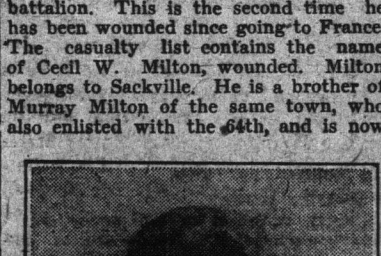 battalion. This is the second time he
has been wounded since going to France
The casualty list contains the name
of Cecil W. Milton, wounded. Milton
belongs to Sackville. He is a brother of
Murray Milton of the same town, who
also enlisted with the 64th, and is now